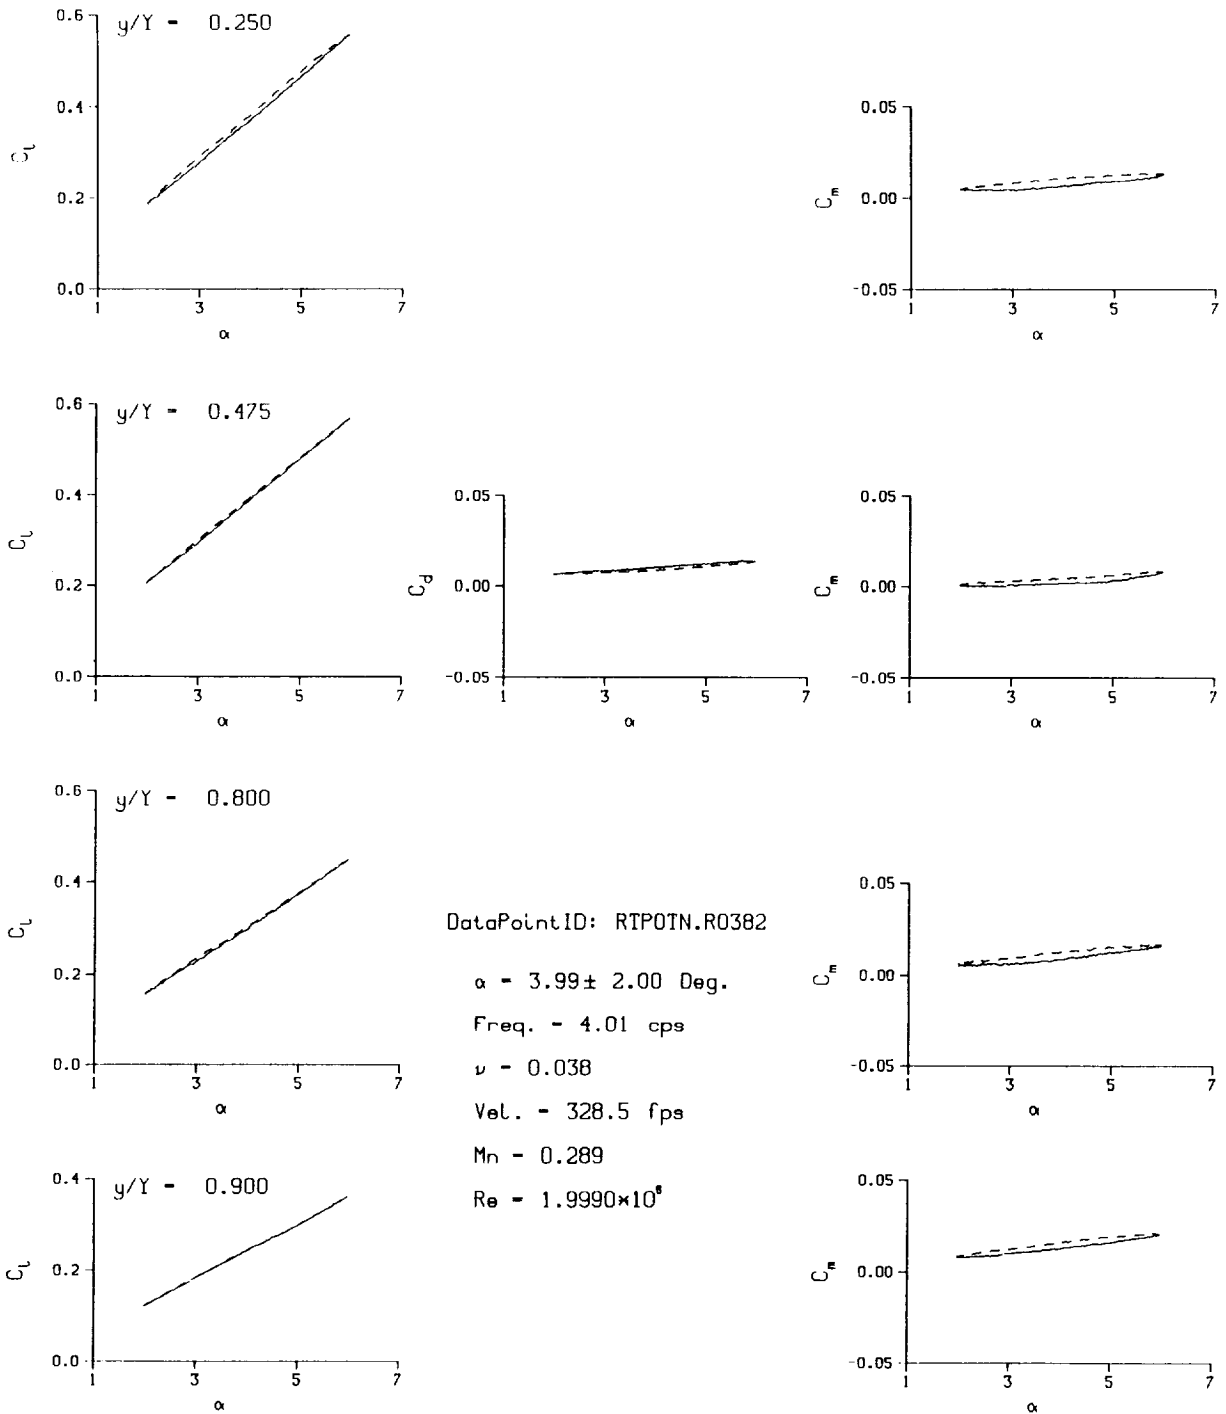 y/Y = 0.250
0.6
0.4
0.2
0.0
C_l
1 3 5 7
α
0.05
0.00
-0.05
C_m
1 3 5 7
α
y/Y = 0.475
0.6
0.4
0.2
0.0
C_l
1 3 5 7
α
0.05
0.00
-0.05
C_d
1 3 5 7
α
0.05
0.00
-0.05
C_m
1 3 5 7
α
y/Y = 0.800
0.6
0.4
0.2
0.0
C_l
1 3 5 7
α
DataPointID: RTPOTN.R0382
α = 3.99± 2.00 Deg.
Freq. = 4.01 cps
ν = 0.038
Vel. = 328.5 fps
Mn = 0.289
Re = 1.9990×10⁶
0.05
0.00
-0.05
C_m
1 3 5 7
α
y/Y = 0.900
0.4
0.2
0.0
C_l
1 3 5 7
α
0.05
0.00
-0.05
C_m
1 3 5 7
α